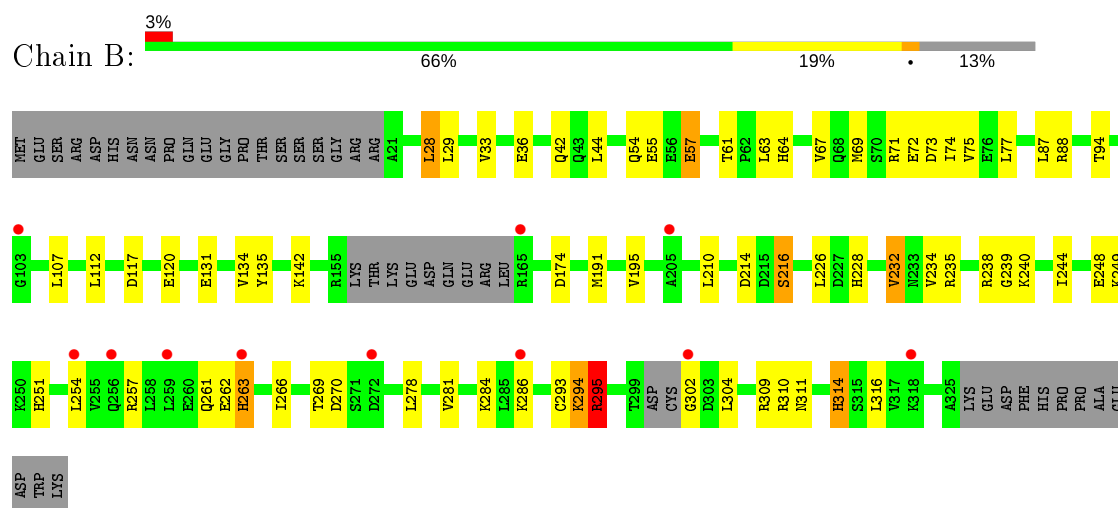 3%
Chain B:
66% 19% • 13%
MET GLU SER ARG ASP HIS ASN ASN PRO GLN GLU GLY PRO THR SER SER SER GLY ARG ARG A21 L28 L29 V33 E36 Q42 Q43 L44 Q54 E55 E56 E57 T61 P62 L63 H64 V67 Q68 M69 S70 R71 E72 D73 I74 V75 E76 L77 L87 R88 T94
G103 L107 L112 D117 E120 E131 V134 Y135 K142 R155 LYS THR LYS GLU ASP GLN GLU ARG LEU R165 D174 M191 V195 A205 L210 D214 D215 S216 L226 D227 H228 V232 N233 V234 R235 R238 G239 K240 I244 E248 K249
K250 H251 L254 V255 Q256 R257 L258 L259 E260 Q261 E262 H263 I266 T269 D270 S271 D272 L278 V281 K284 L285 K286 C293 K294 R295 T299 ASP CYS G302 D303 L304 R309 R310 N311 H314 S315 L316 V317 K318 A325 LYS GLU ASP PHE HIS PRO PRO ALA GLU
ASP TRP LYS